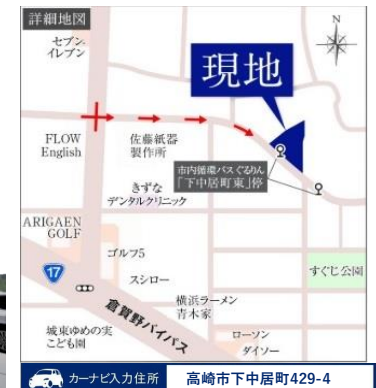 詳細地図
N
セブン-
イレブン
現地
FLOW
English
佐藤紙器
製作所
市内循環バスぐるりん
「下中居町東」停
きずな
デンタルクリニック
ARIGAEN
GOLF
ゴルフ5
17
スシロー
すぐじ公園
横浜ラーメン
青木家
倉賀野バイパス
城東ゆめの実
こども園
ローソン
ダイソー
カーナビ入力住所 高崎市下中居町429-4